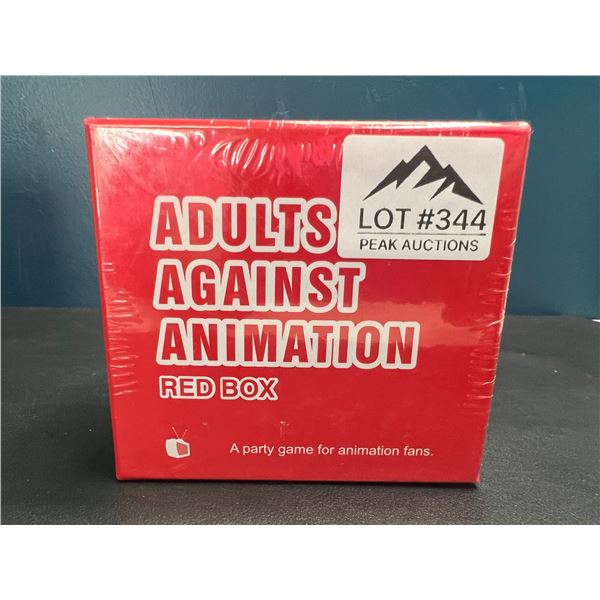 LOT #344
PEAK AUCTIONS
ADULTS
AGAINST
ANIMATION
RED BOX
A party game for animation fans.